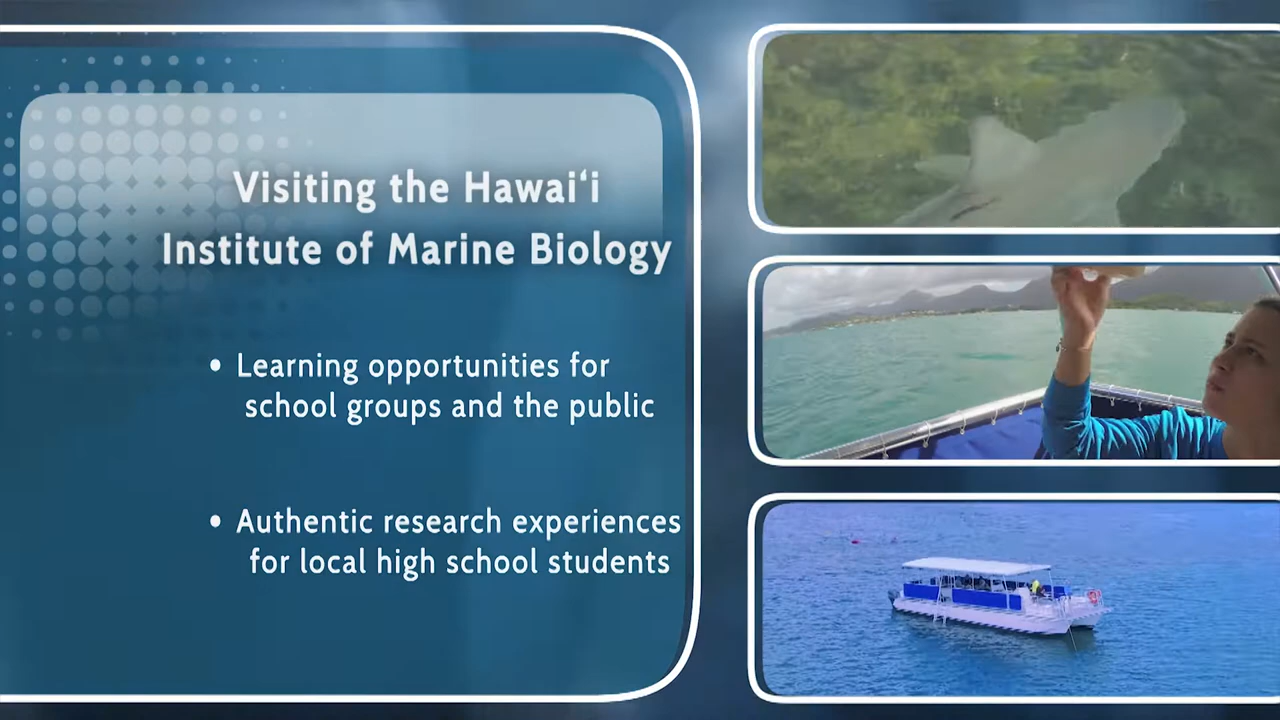 Visiting the Hawaiʻi
Institute of Marine Biology
• Learning opportunities for
school groups and the public
• Authentic research experiences
for local high school students